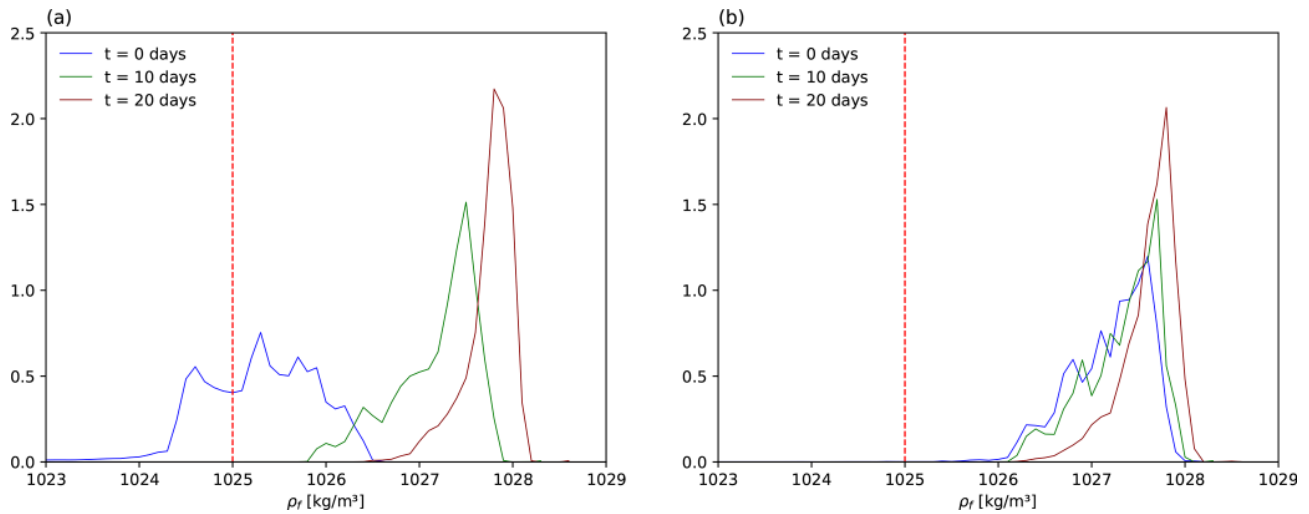 (a)
2.5
2.0
1.5
1.0
0.5
0.0
t = 0 days
t = 10 days
t = 20 days
1023 1024 1025 1026 1027 1028 1029
ρf [kg/m³]
(b)
2.5
2.0
1.5
1.0
0.5
0.0
t = 0 days
t = 10 days
t = 20 days
1023 1024 1025 1026 1027 1028 1029
ρf [kg/m³]